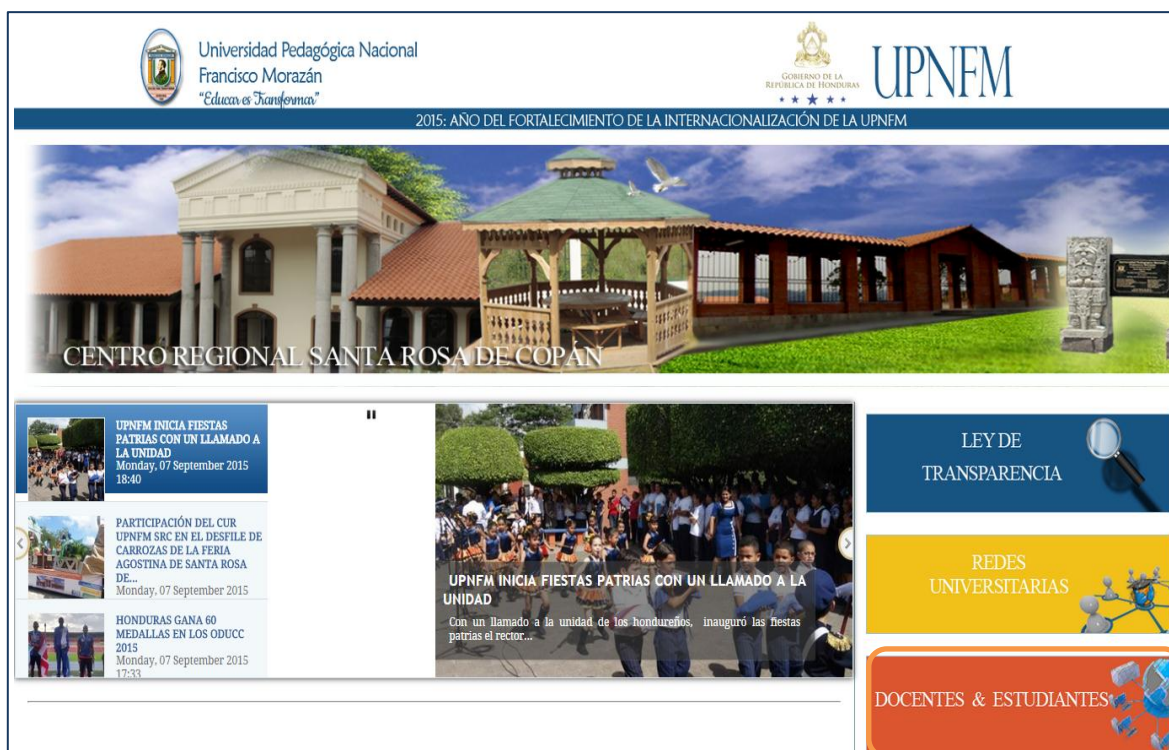 Universidad Pedagógica Nacional
Francisco Morazán
"Educar es Transformar"
GOBIERNO DE LA
REPÚBLICA DE HONDURAS
UPNFM
2015: AÑO DEL FORTALECIMIENTO DE LA INTERNACIONALIZACIÓN DE LA UPNFM
CENTRO REGIONAL SANTA ROSA DE COPÁN
UPNFM INICIA FIESTAS
PATRIAS CON UN LLAMADO A
LA UNIDAD
Monday, 07 September 2015
18:40
PARTICIPACIÓN DEL CUR
UPNFM SRC EN EL DESFILE DE
CARROZAS DE LA FERIA
AGOSTINA DE SANTA ROSA
DE...
Monday, 07 September 2015
HONDURAS GANA 60
MEDALLAS EN LOS ODUCC
2015
Monday, 07 September 2015
17:33
"
UPNFM INICIA FIESTAS PATRIAS CON UN LLAMADO A LA
UNIDAD
Con un llamado a la unidad de los hondureños, inauguró las fiestas
patrias el rector...
LEY DE
TRANSPARENCIA
REDES
UNIVERSITARIAS
DOCENTES & ESTUDIANTES